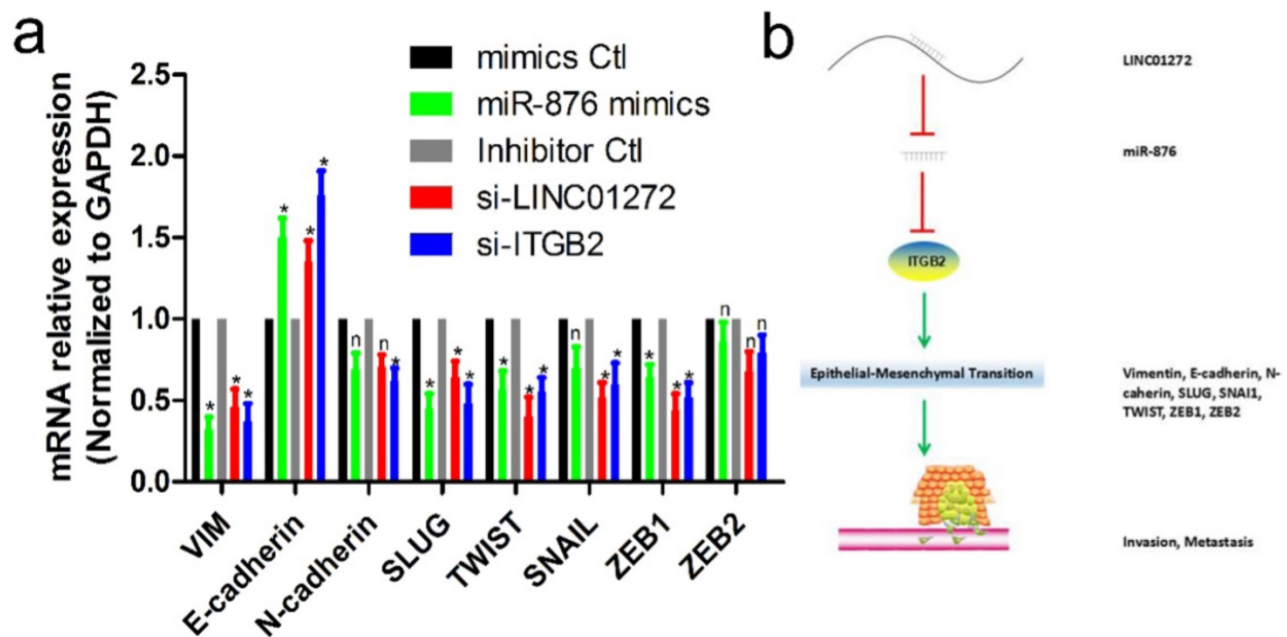 a
mRNA relative expression
(Normalized to GAPDH)
2.5
2.0
1.5
1.0
0.5
0.0
mimics Ctl
miR-876 mimics
Inhibitor Ctl
si-LINC01272
si-ITGB2
* * * *
* * *
n n *
* * *
* * *
n * *
* * *
n n n
VIM
E-cadherin
N-cadherin
SLUG
TWIST
SNAIL
ZEB1
ZEB2
b
LINC01272
miR-876
ITGB2
Epithelial-Mesenchymal Transition
Vimentin, E-cadherin, N-
caherin, SLUG, SNAI1,
TWIST, ZEB1, ZEB2
Invasion, Metastasis